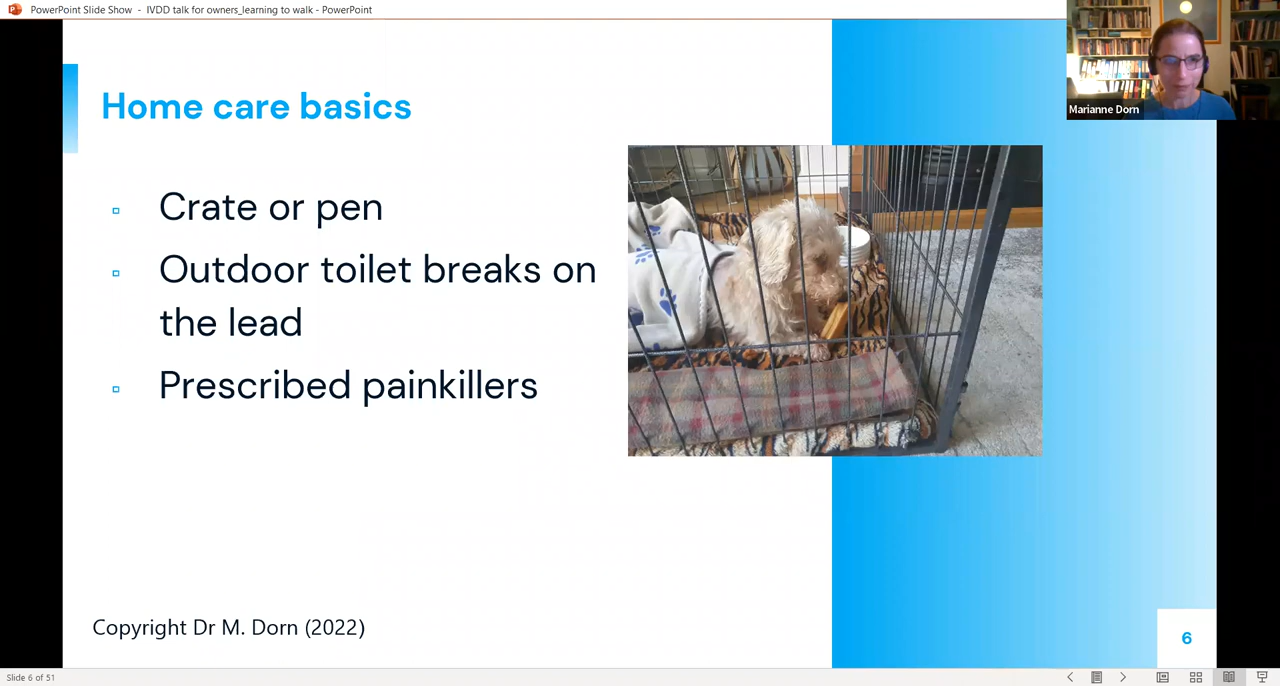 PowerPoint Slide Show - IVDD talk for owners_learning to walk - PowerPoint
Marianne Dorn
Home care basics
Crate or pen
Outdoor toilet breaks on
the lead
Prescribed painkillers
Copyright Dr M. Dorn (2022)
6
Slide 6 of 51